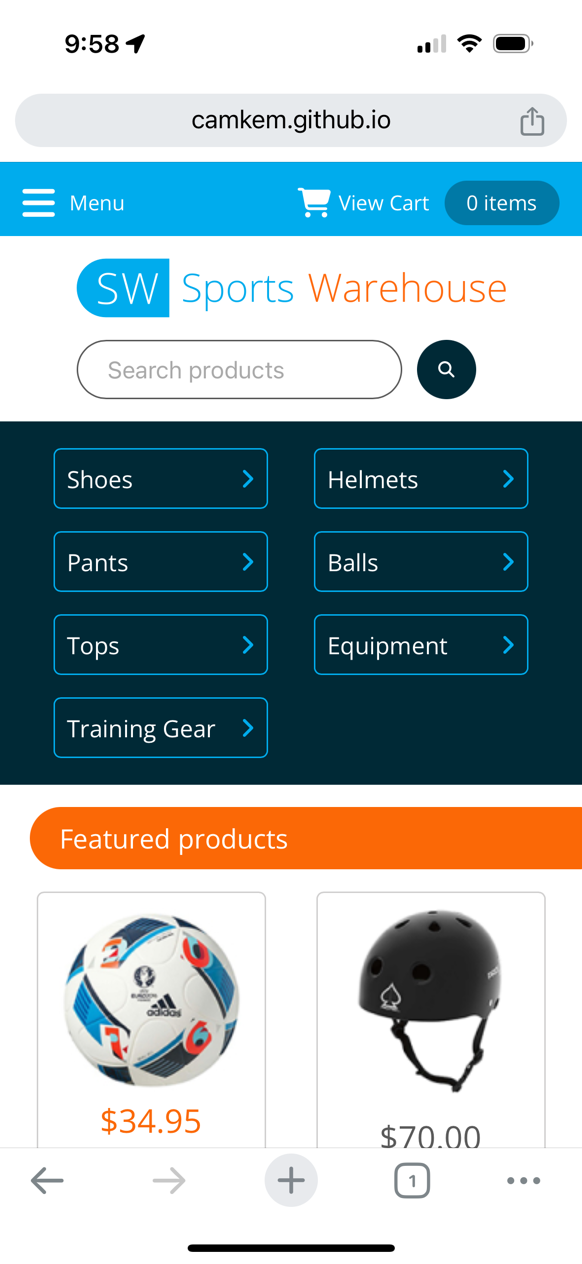 9:58
camkem.github.io
Menu View Cart 0 items
SW Sports Warehouse
Search products
Shoes Helmets
Pants Balls
Tops Equipment
Training Gear
Featured products
adidas
$34.95 $70.00
1